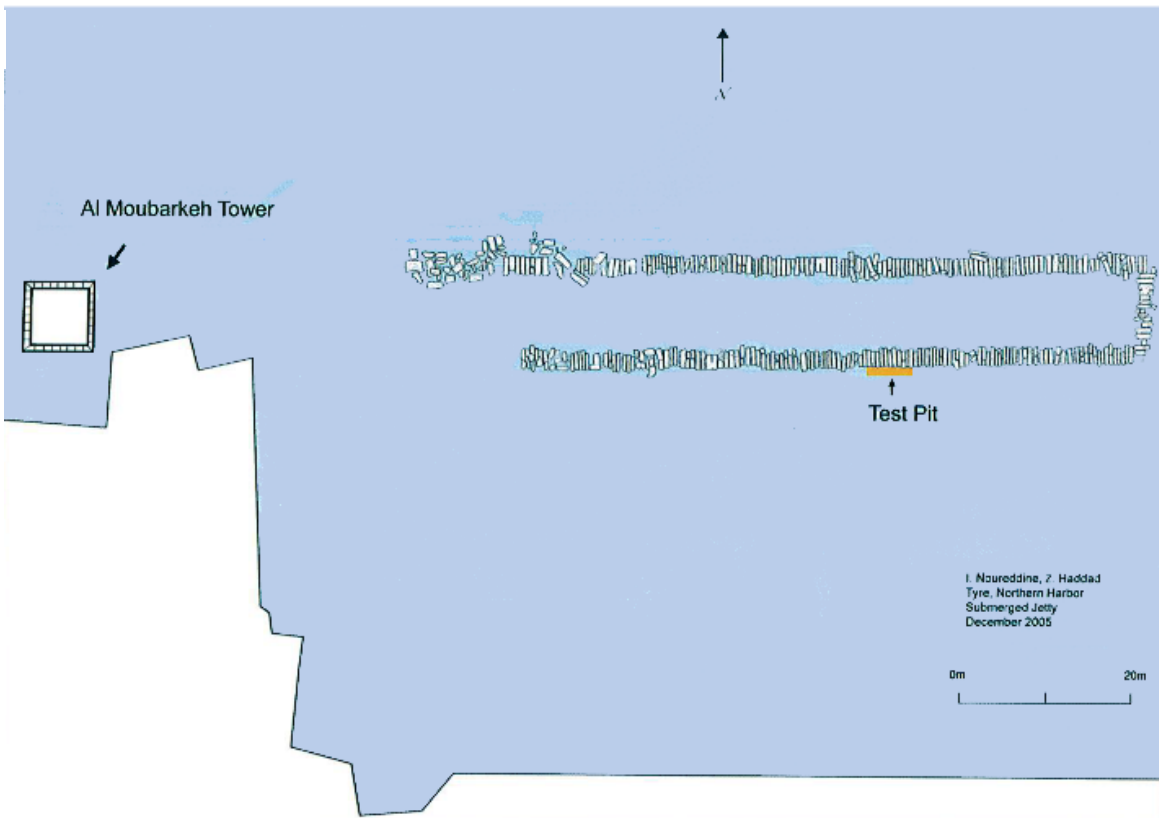 N
Al Moubarkeh Tower
Test Pit
I. Noureddine, Z. Haddad
Tyre, Northern Harbor
Submerged Jetty
December 2005
0m 20m